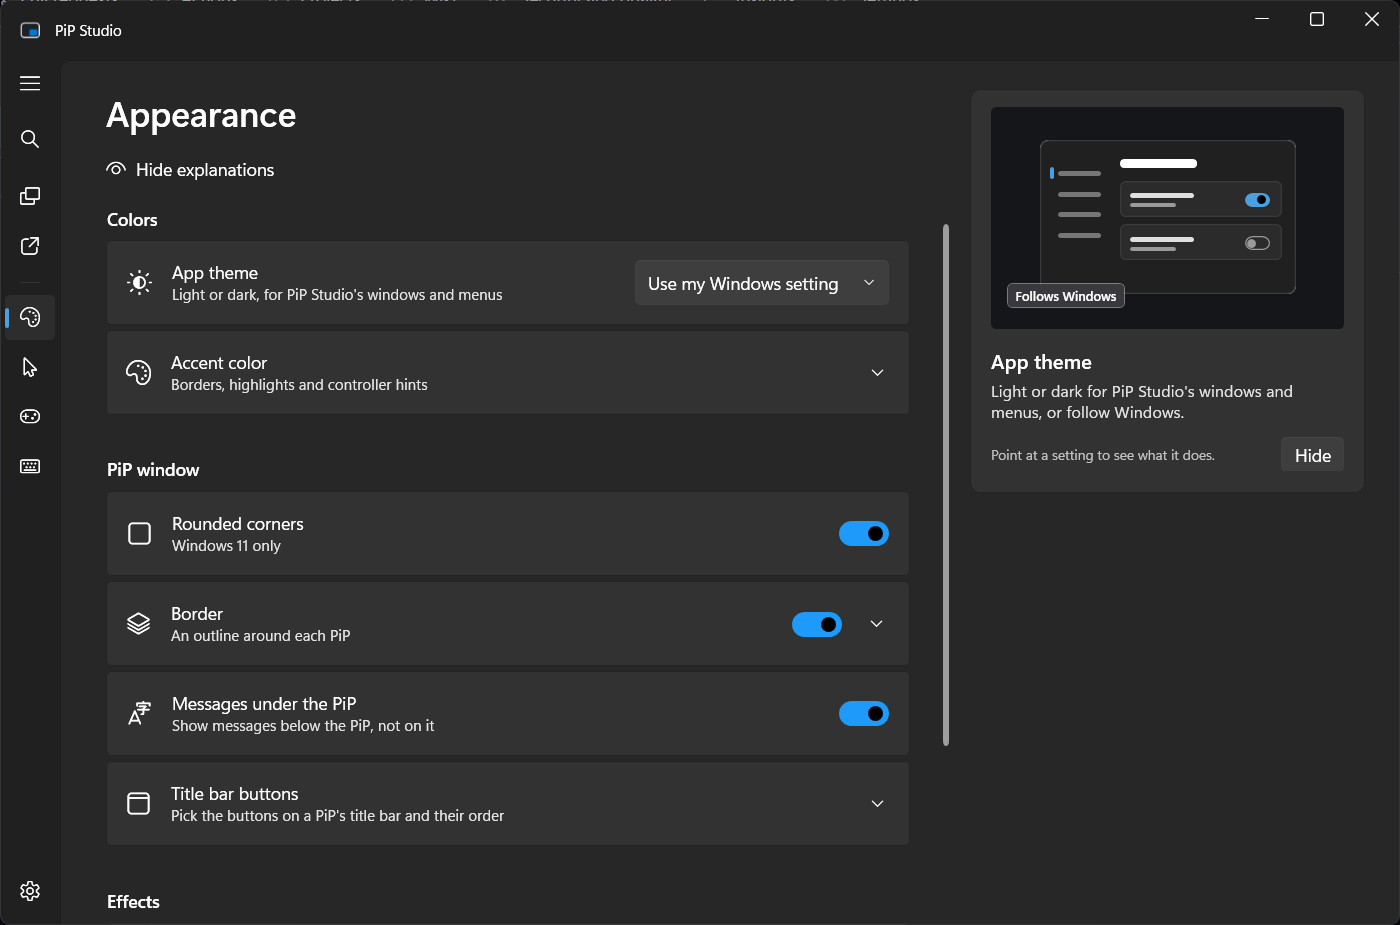 PiP Studio
Appearance
Hide explanations
Colors
App theme
Light or dark, for PiP Studio's windows and menus
Use my Windows setting
Accent color
Borders, highlights and controller hints
PiP window
Rounded corners
Windows 11 only
Border
An outline around each PiP
Messages under the PiP
Show messages below the PiP, not on it
Title bar buttons
Pick the buttons on a PiP's title bar and their order
Effects
Follows Windows
App theme
Light or dark for PiP Studio's windows and
menus, or follow Windows.
Point at a setting to see what it does.
Hide